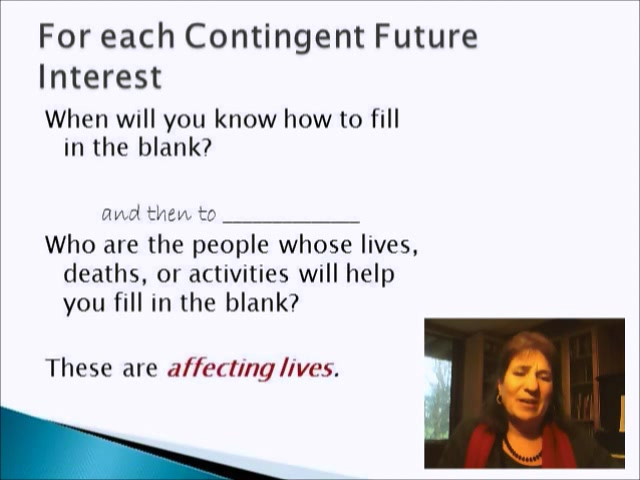 For each Contingent Future
Interest
When will you know how to fill
in the blank?
and then to ______________
Who are the people whose lives,
deaths, or activities will help
you fill in the blank?
These are affecting lives.